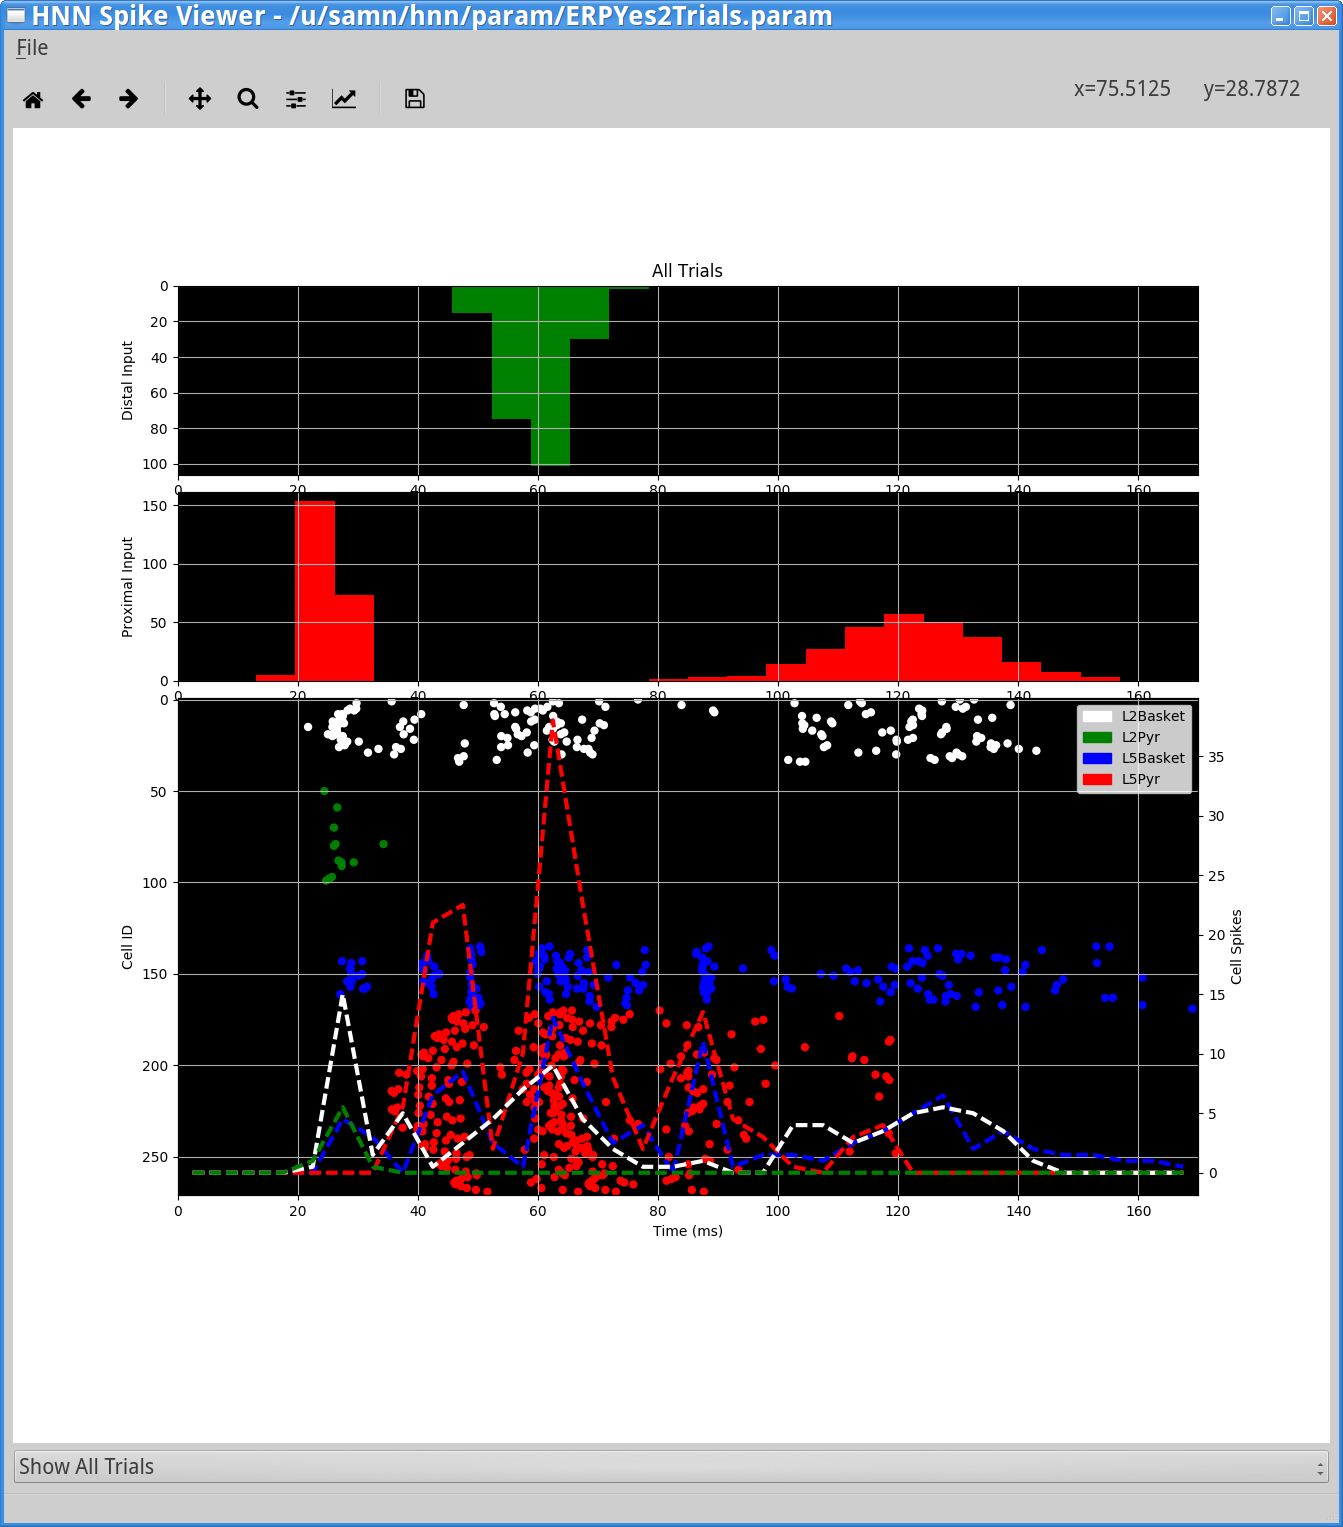 HNN Spike Viewer - /u/samn/hnn/param/ERPYes2Trials.param
File
x=75.5125 y=28.7872
All Trials
Distal Input
0
20
40
60
80
100
0 20 40 60 80 100 120 140 160
Proximal Input
150
100
50
0
0 20 40 60 80 100 120 140 160
Cell ID
0
50
100
150
200
250
L2Basket
L2Pyr
L5Basket
L5Pyr
35
30
25
20
15
10
5
0
Cell Spikes
0 20 40 60 80 100 120 140 160
Time (ms)
Show All Trials